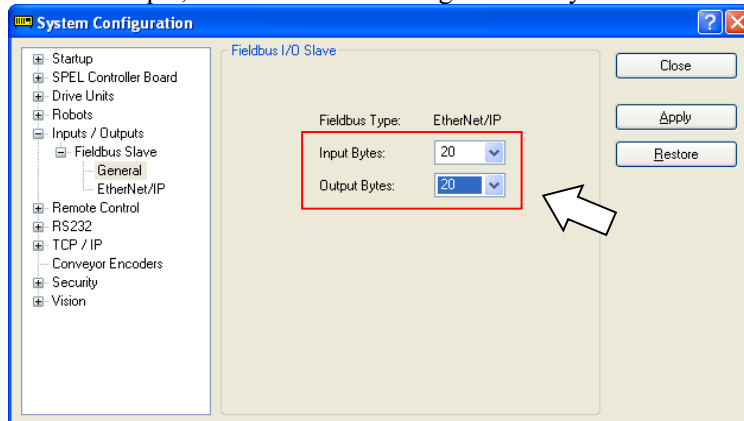 System Configuration
Startup
SPEL Controller Board
Drive Units
Robots
Inputs / Outputs
Fieldbus Slave
General
EtherNet/IP
Remote Control
RS232
TCP / IP
Conveyor Encoders
Security
Vision
Fieldbus I/O Slave
Fieldbus Type: EtherNet/IP
Input Bytes: 20
Output Bytes: 20
Close
Apply
Restore